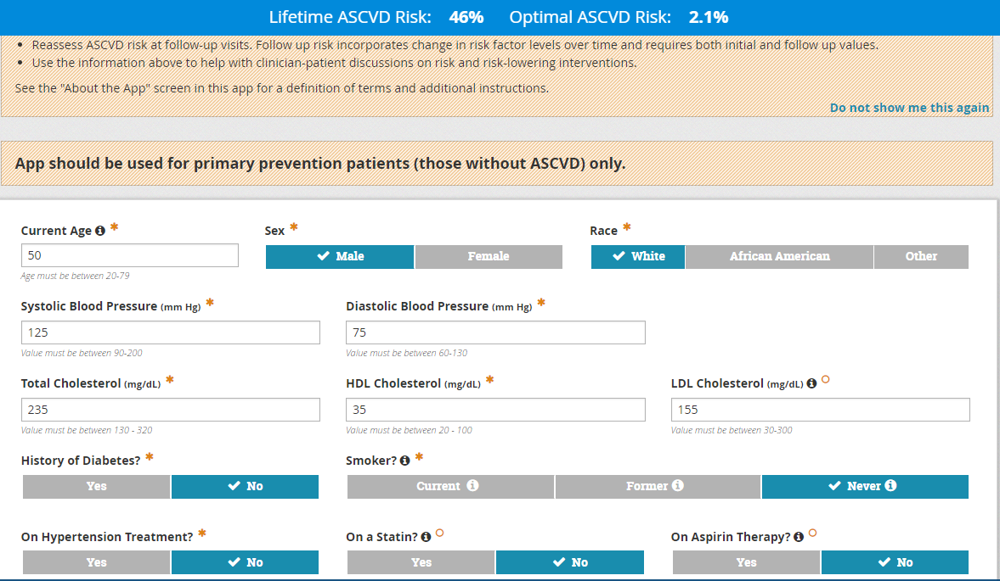 Lifetime ASCVD Risk: 46% Optimal ASCVD Risk: 2.1%
• Reassess ASCVD risk at follow-up visits. Follow up risk incorporates change in risk factor levels over time and requires both initial and follow up values.
• Use the information above to help with clinician-patient discussions on risk and risk-lowering interventions.
See the "About the App" screen in this app for a definition of terms and additional instructions.
Do not show me this again
App should be used for primary prevention patients (those without ASCVD) only.
Current Age * Sex * Race *
50 Male Female White African American Other
Age must be between 20-79
Systolic Blood Pressure (mm Hg) * Diastolic Blood Pressure (mm Hg) *
125 75
Value must be between 90-200 Value must be between 60-130
Total Cholesterol (mg/dL) * HDL Cholesterol (mg/dL) * LDL Cholesterol (mg/dL)
235 35 155
Value must be between 130 - 320 Value must be between 20 - 100 Value must be between 30-300
History of Diabetes? * Smoker? *
Yes No Current Former Never
On Hypertension Treatment? * On a Statin? On Aspirin Therapy?
Yes No Yes No Yes No